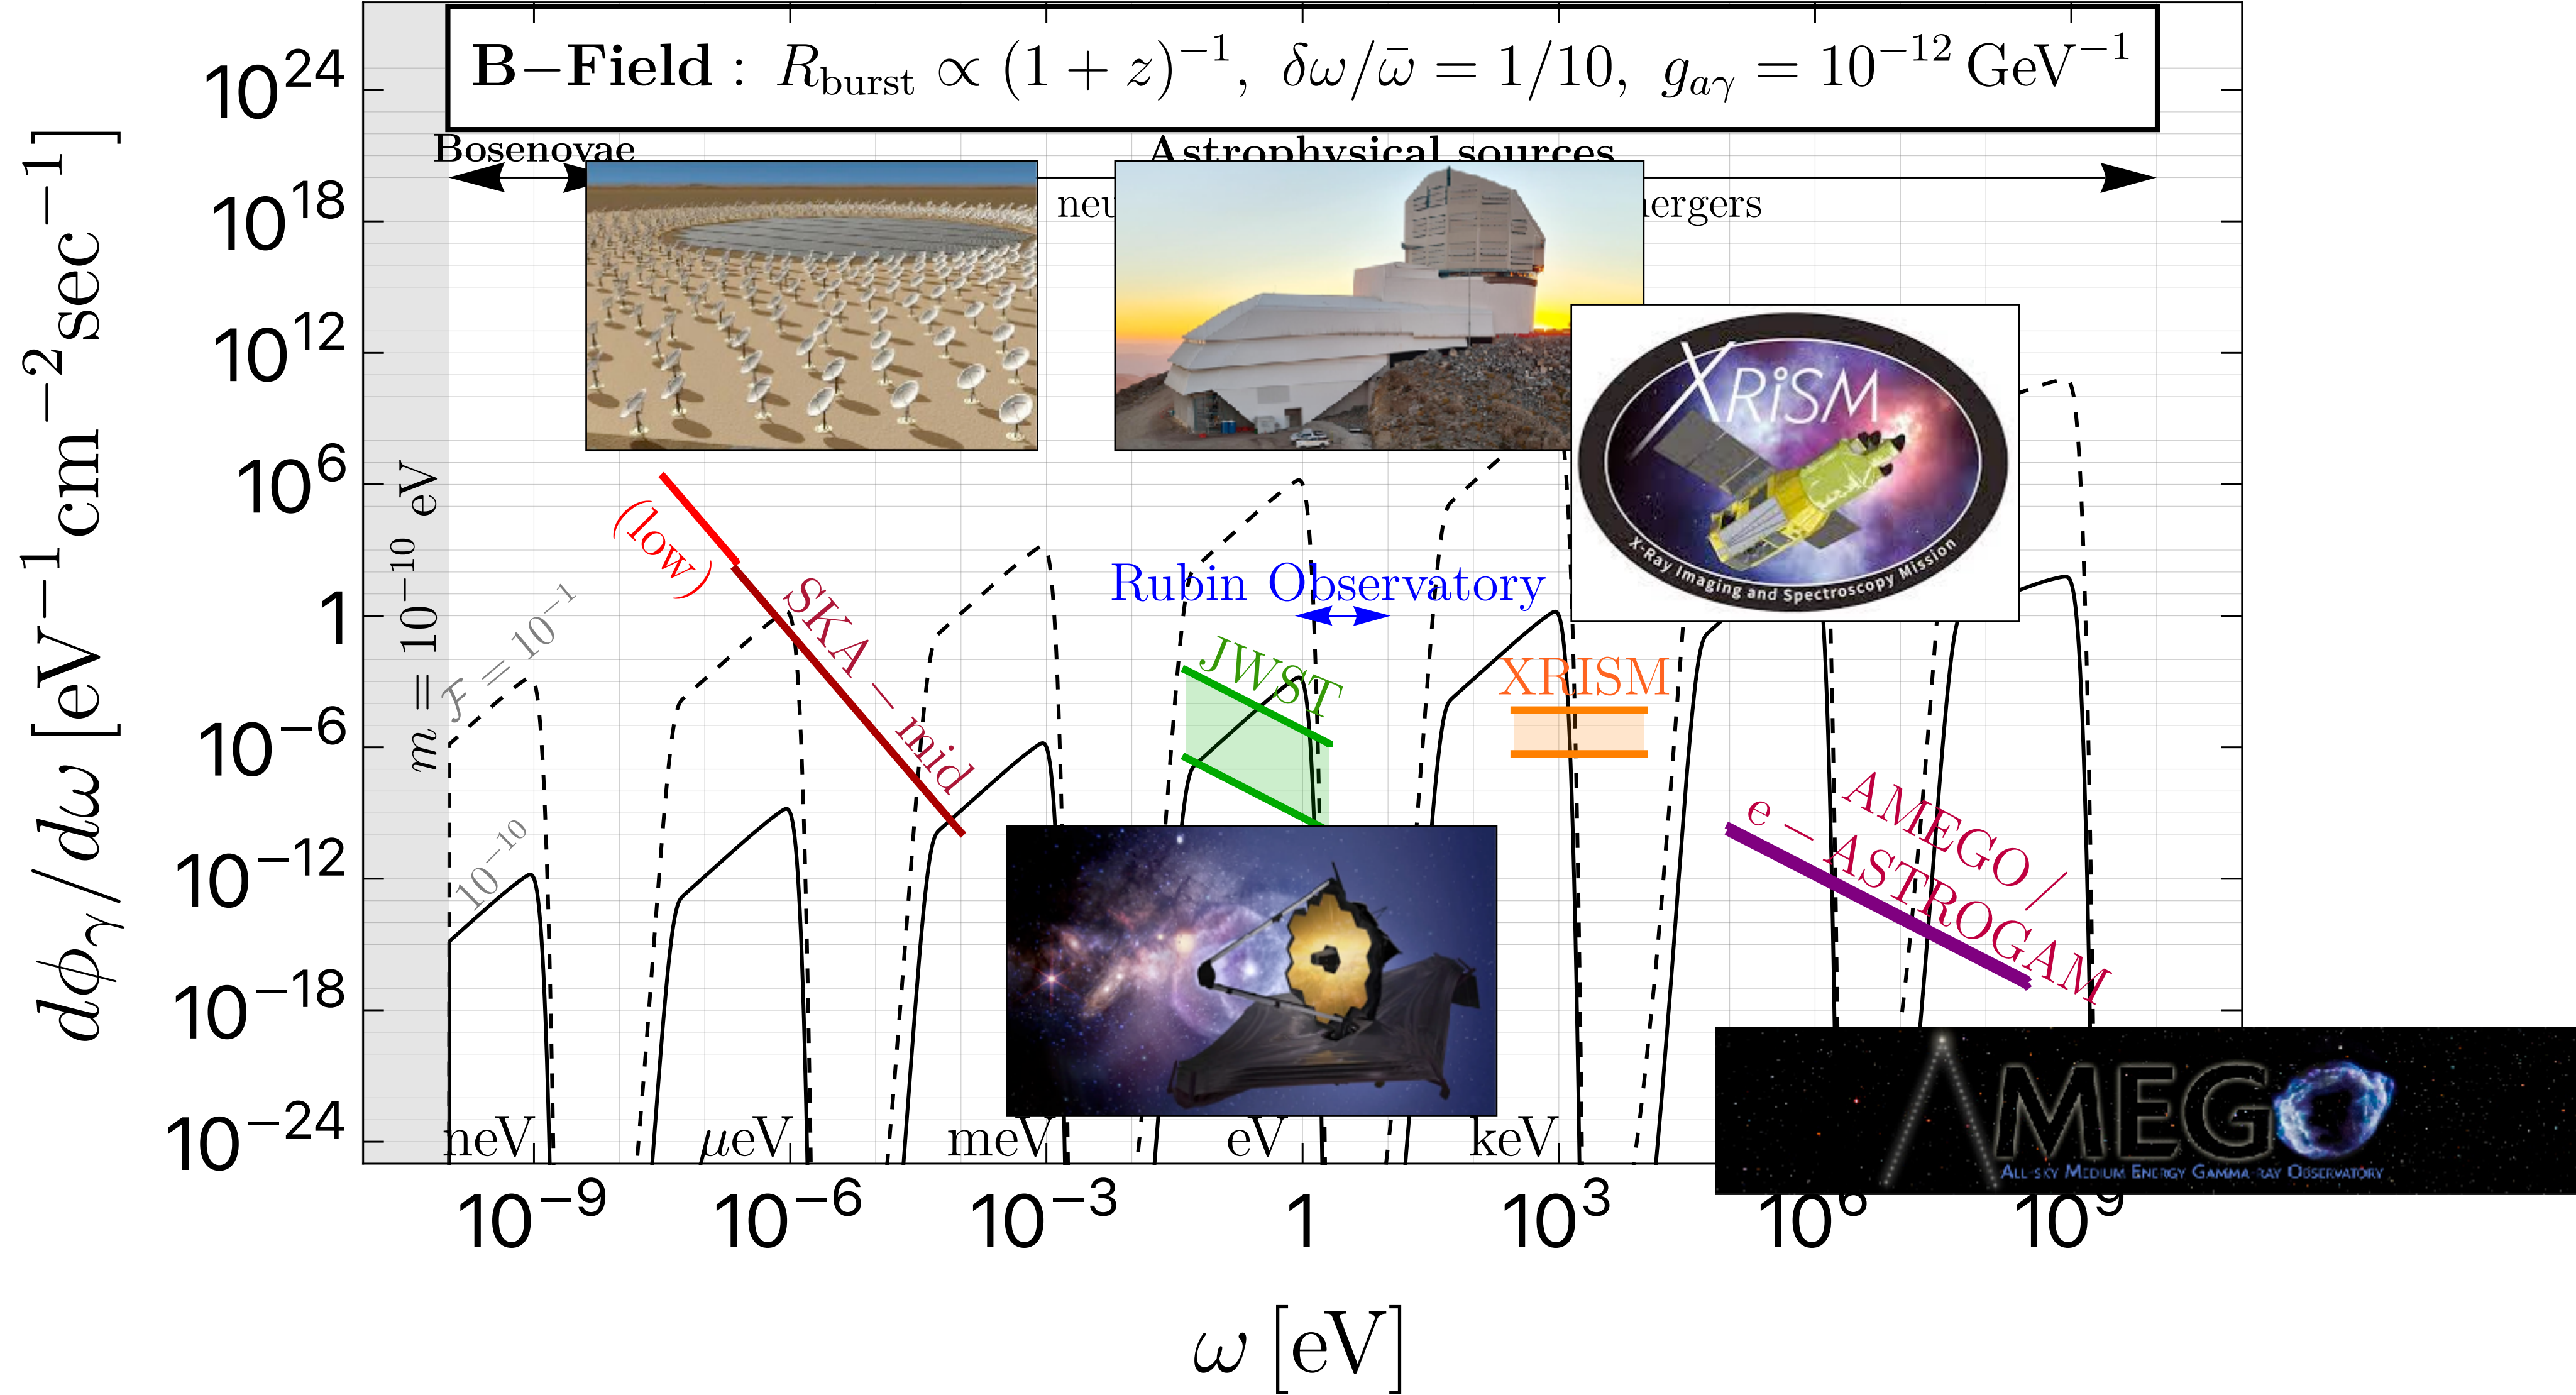 B−Field : R_burst ∝ (1 + z)^−1, δω/ω̄ = 1/10, g_aγ = 10^−12 GeV^−1
Bosenovae
Astrophysical sources
10^24
10^18
10^12
10^6
1
10^−6
10^−12
10^−18
10^−24
dϕ_γ/dω [eV^−1cm^−2sec^−1]
m = 10^−10 eV
ℱ = 10^−1
10^−10
(low)
SKA − mid
Rubin Observatory
JWST
XRISM
XRISM
X-Ray Imaging and Spectroscopy Mission
AMEGO /
e − ASTROGAM
AMEGO
ALL-SKY MEDIUM ENERGY GAMMA-RAY OBSERVATORY
neV
μeV
meV
eV
keV
10^−9
10^−6
10^−3
1
10^3
10^6
10^9
ω [eV]